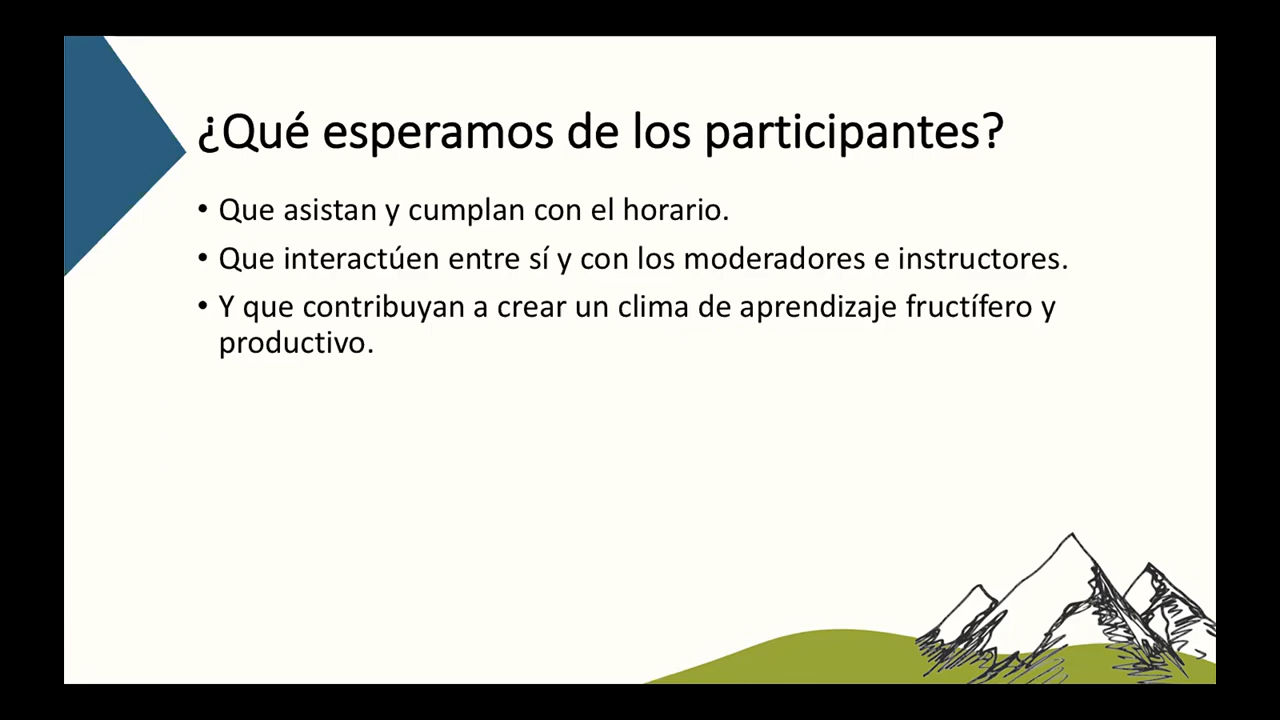 ¿Qué esperamos de los participantes?
• Que asistan y cumplan con el horario.
• Que interactúen entre sí y con los moderadores e instructores.
• Y que contribuyan a crear un clima de aprendizaje fructífero y
productivo.